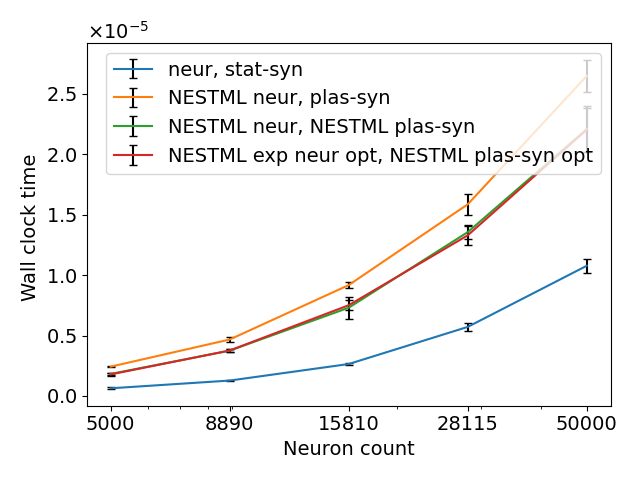 ×10⁻⁵
neur, stat-syn
NESTML neur, plas-syn
NESTML neur, NESTML plas-syn
NESTML exp neur opt, NESTML plas-syn opt
2.5
2.0
1.5
1.0
0.5
0.0
Wall clock time
5000 8890 15810 28115 50000
Neuron count